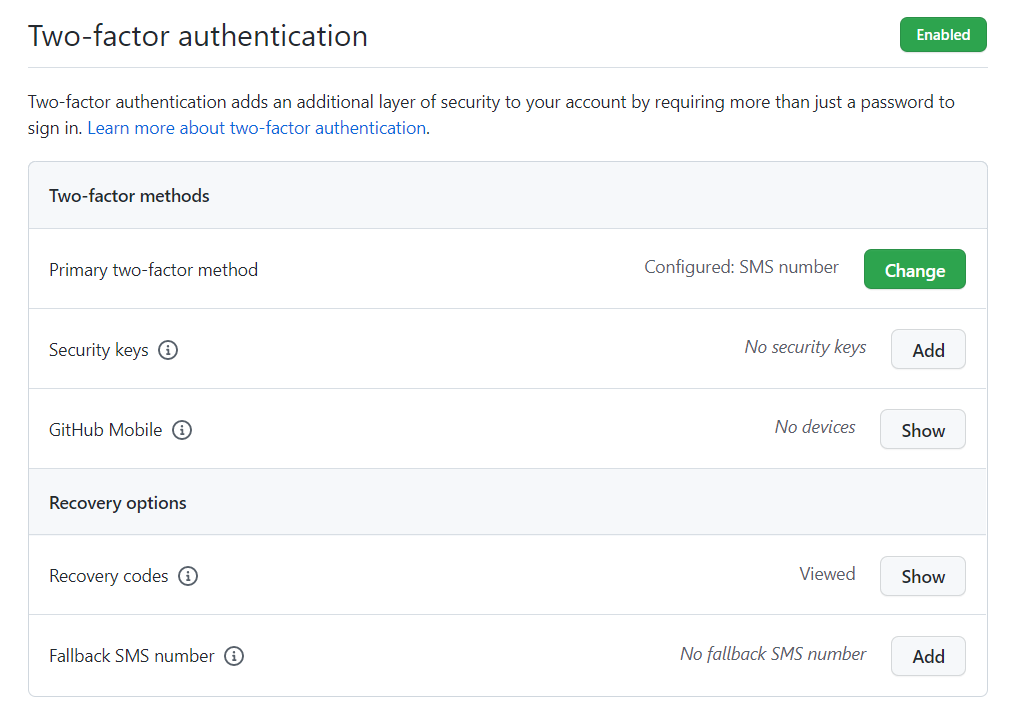 Two-factor authentication
Enabled
Two-factor authentication adds an additional layer of security to your account by requiring more than just a password to
sign in. Learn more about two-factor authentication.
Two-factor methods
Primary two-factor method
Configured: SMS number
Change
Security keys
No security keys
Add
GitHub Mobile
No devices
Show
Recovery options
Recovery codes
Viewed
Show
Fallback SMS number
No fallback SMS number
Add